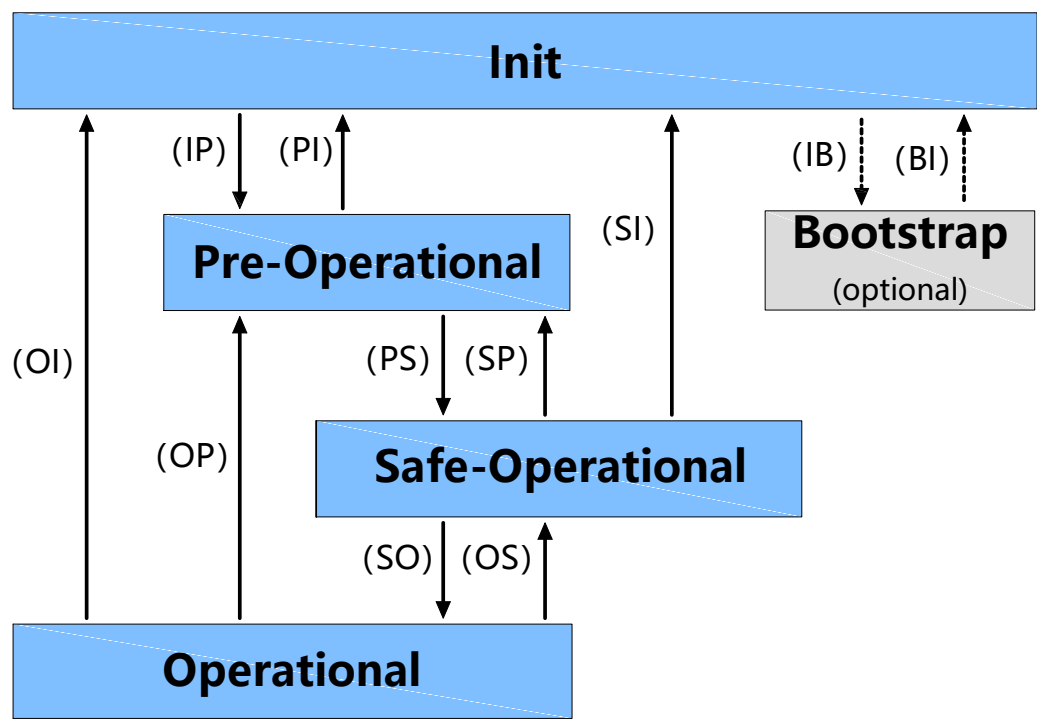 Init
(IP)
(PI)
(IB)
(BI)
(SI)
Pre-Operational
Bootstrap
(optional)
(OI)
(PS)
(SP)
(OP)
Safe-Operational
(SO)
(OS)
Operational